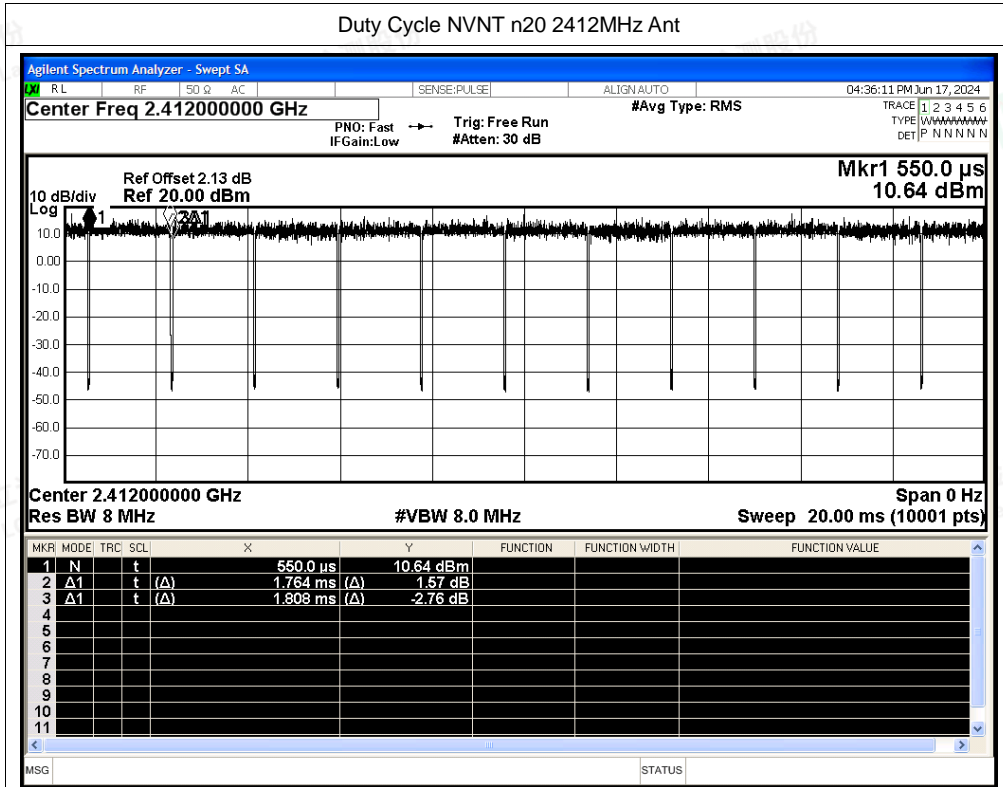 Duty Cycle NVNT n20 2412MHz Ant
Agilent Spectrum Analyzer - Swept SA
LXI RL RF 50 Ω AC SENSE:PULSE ALIGN AUTO 04:36:11 PM Jun 17, 2024
Center Freq 2.412000000 GHz #Avg Type: RMS TRACE 1 2 3 4 5 6
PNO: Fast Trig: Free Run TYPE WWWWWW
IFGain:Low #Atten: 30 dB DET P N N N N N
Mkr1 550.0 µs
Ref Offset 2.13 dB
10 dB/div Ref 20.00 dBm 10.64 dBm
Log
1 3Δ1
10.0
0.00
-10.0
-20.0
-30.0
-40.0
-50.0
-60.0
-70.0
Center 2.412000000 GHz Span 0 Hz
Res BW 8 MHz #VBW 8.0 MHz Sweep 20.00 ms (10001 pts)
MKR MODE TRC SCL X Y FUNCTION FUNCTION WIDTH FUNCTION VALUE
1 N t 550.0 µs 10.64 dBm
2 Δ1 t (Δ) 1.764 ms (Δ) 1.57 dB
3 Δ1 t (Δ) 1.808 ms (Δ) -2.76 dB
4
5
6
7
8
9
10
11
MSG STATUS